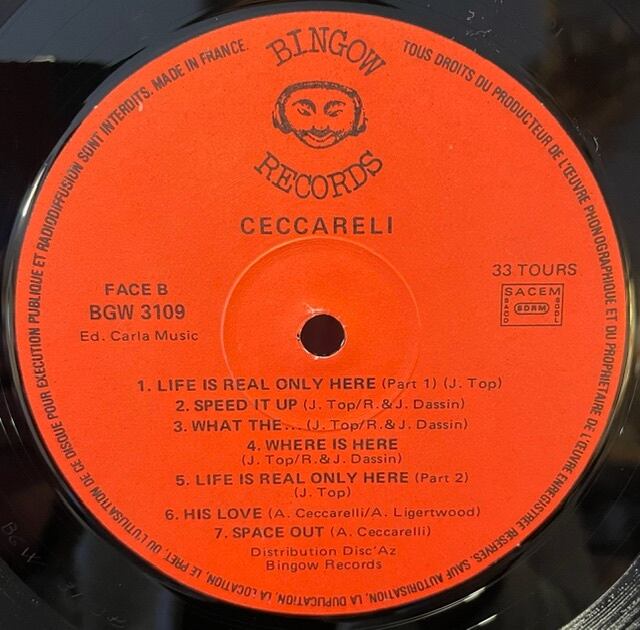 BINGOW
RECORDS
TOUS DROITS DU PRODUCTEUR DE L'ŒUVRE PHONOGRAPHIQUE ET DU PROPRIETAIRE DE L'ŒUVRE ENREGISTRÉE RESERVES. SAUF AUTORISATION, LA DUPLICATION, LA LOCATION, LE PRET, OU L'UTILISATION DE CE DISQUE POUR EXECUTION PUBLIQUE ET RADIODIFFUSION SONT INTERDITS. MADE IN FRANCE.
CECCARELI
33 TOURS
FACE B
BGW 3109
Ed. Carla Music
SACEM
SACD
SDRM
SGDL
1. LIFE IS REAL ONLY HERE (Part 1) (J. Top)
2. SPEED IT UP (J. Top/R.&J. Dassin)
3. WHAT THE... (J. Top/R.&J. Dassin)
4. WHERE IS HERE
(J. Top/R.&J. Dassin)
5. LIFE IS REAL ONLY HERE (Part 2)
(J. Top)
6. HIS LOVE (A. Ceccarelli/A. Ligertwood)
7. SPACE OUT (A. Ceccarelli)
Distribution Disc'Az
Bingow Records
BGW